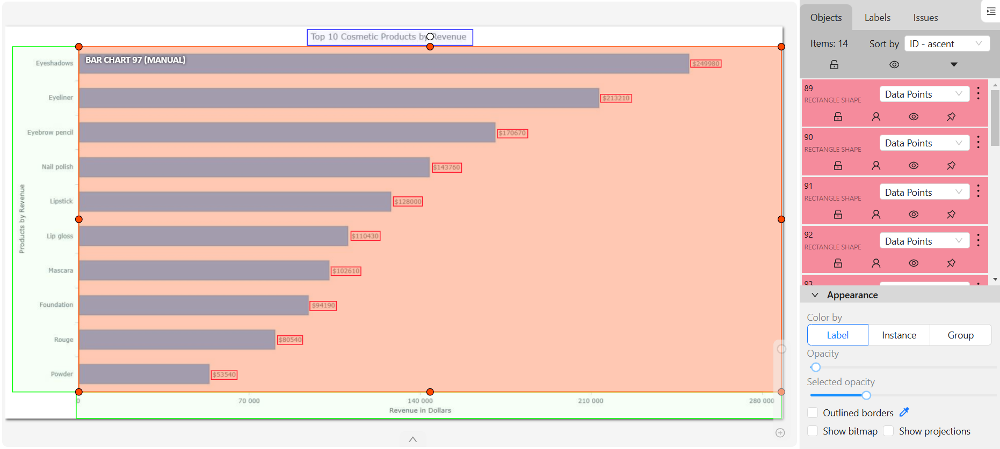 Top 10 Cosmetic Products by Revenue
BAR CHART 97 (MANUAL)
Eyeshadows $249980
Eyeliner $213210
Eyebrow pencil $170670
Nail polish $143760
Lipstick $128000
Lip gloss $110430
Mascara $102610
Foundation $94190
Rouge $80540
Powder $53540
Products by Revenue
0 70 000 140 000 210 000 280 000
Revenue in Dollars
Objects Labels Issues
Items: 14 Sort by ID - ascent
89 Data Points
RECTANGLE SHAPE
90 Data Points
RECTANGLE SHAPE
91 Data Points
RECTANGLE SHAPE
92 Data Points
RECTANGLE SHAPE
93
Appearance
Color by
Label Instance Group
Opacity
Selected opacity
Outlined borders
Show bitmap Show projections